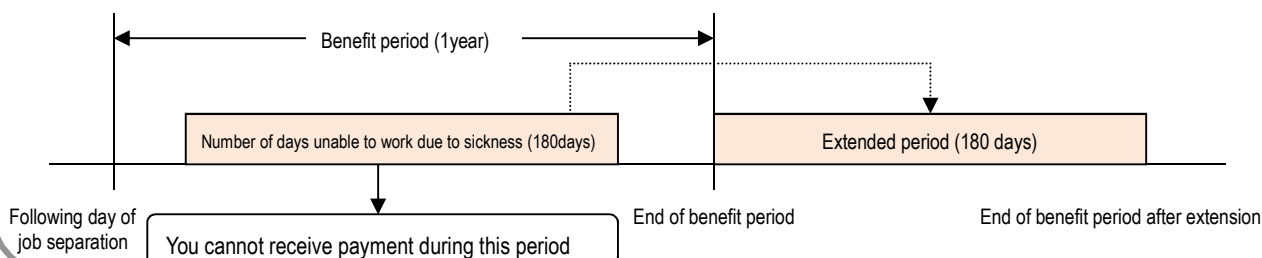 Benefit period (1year)
Number of days unable to work due to sickness (180days)
Extended period (180 days)
Following day of
job separation
End of benefit period
End of benefit period after extension
You cannot receive payment during this period